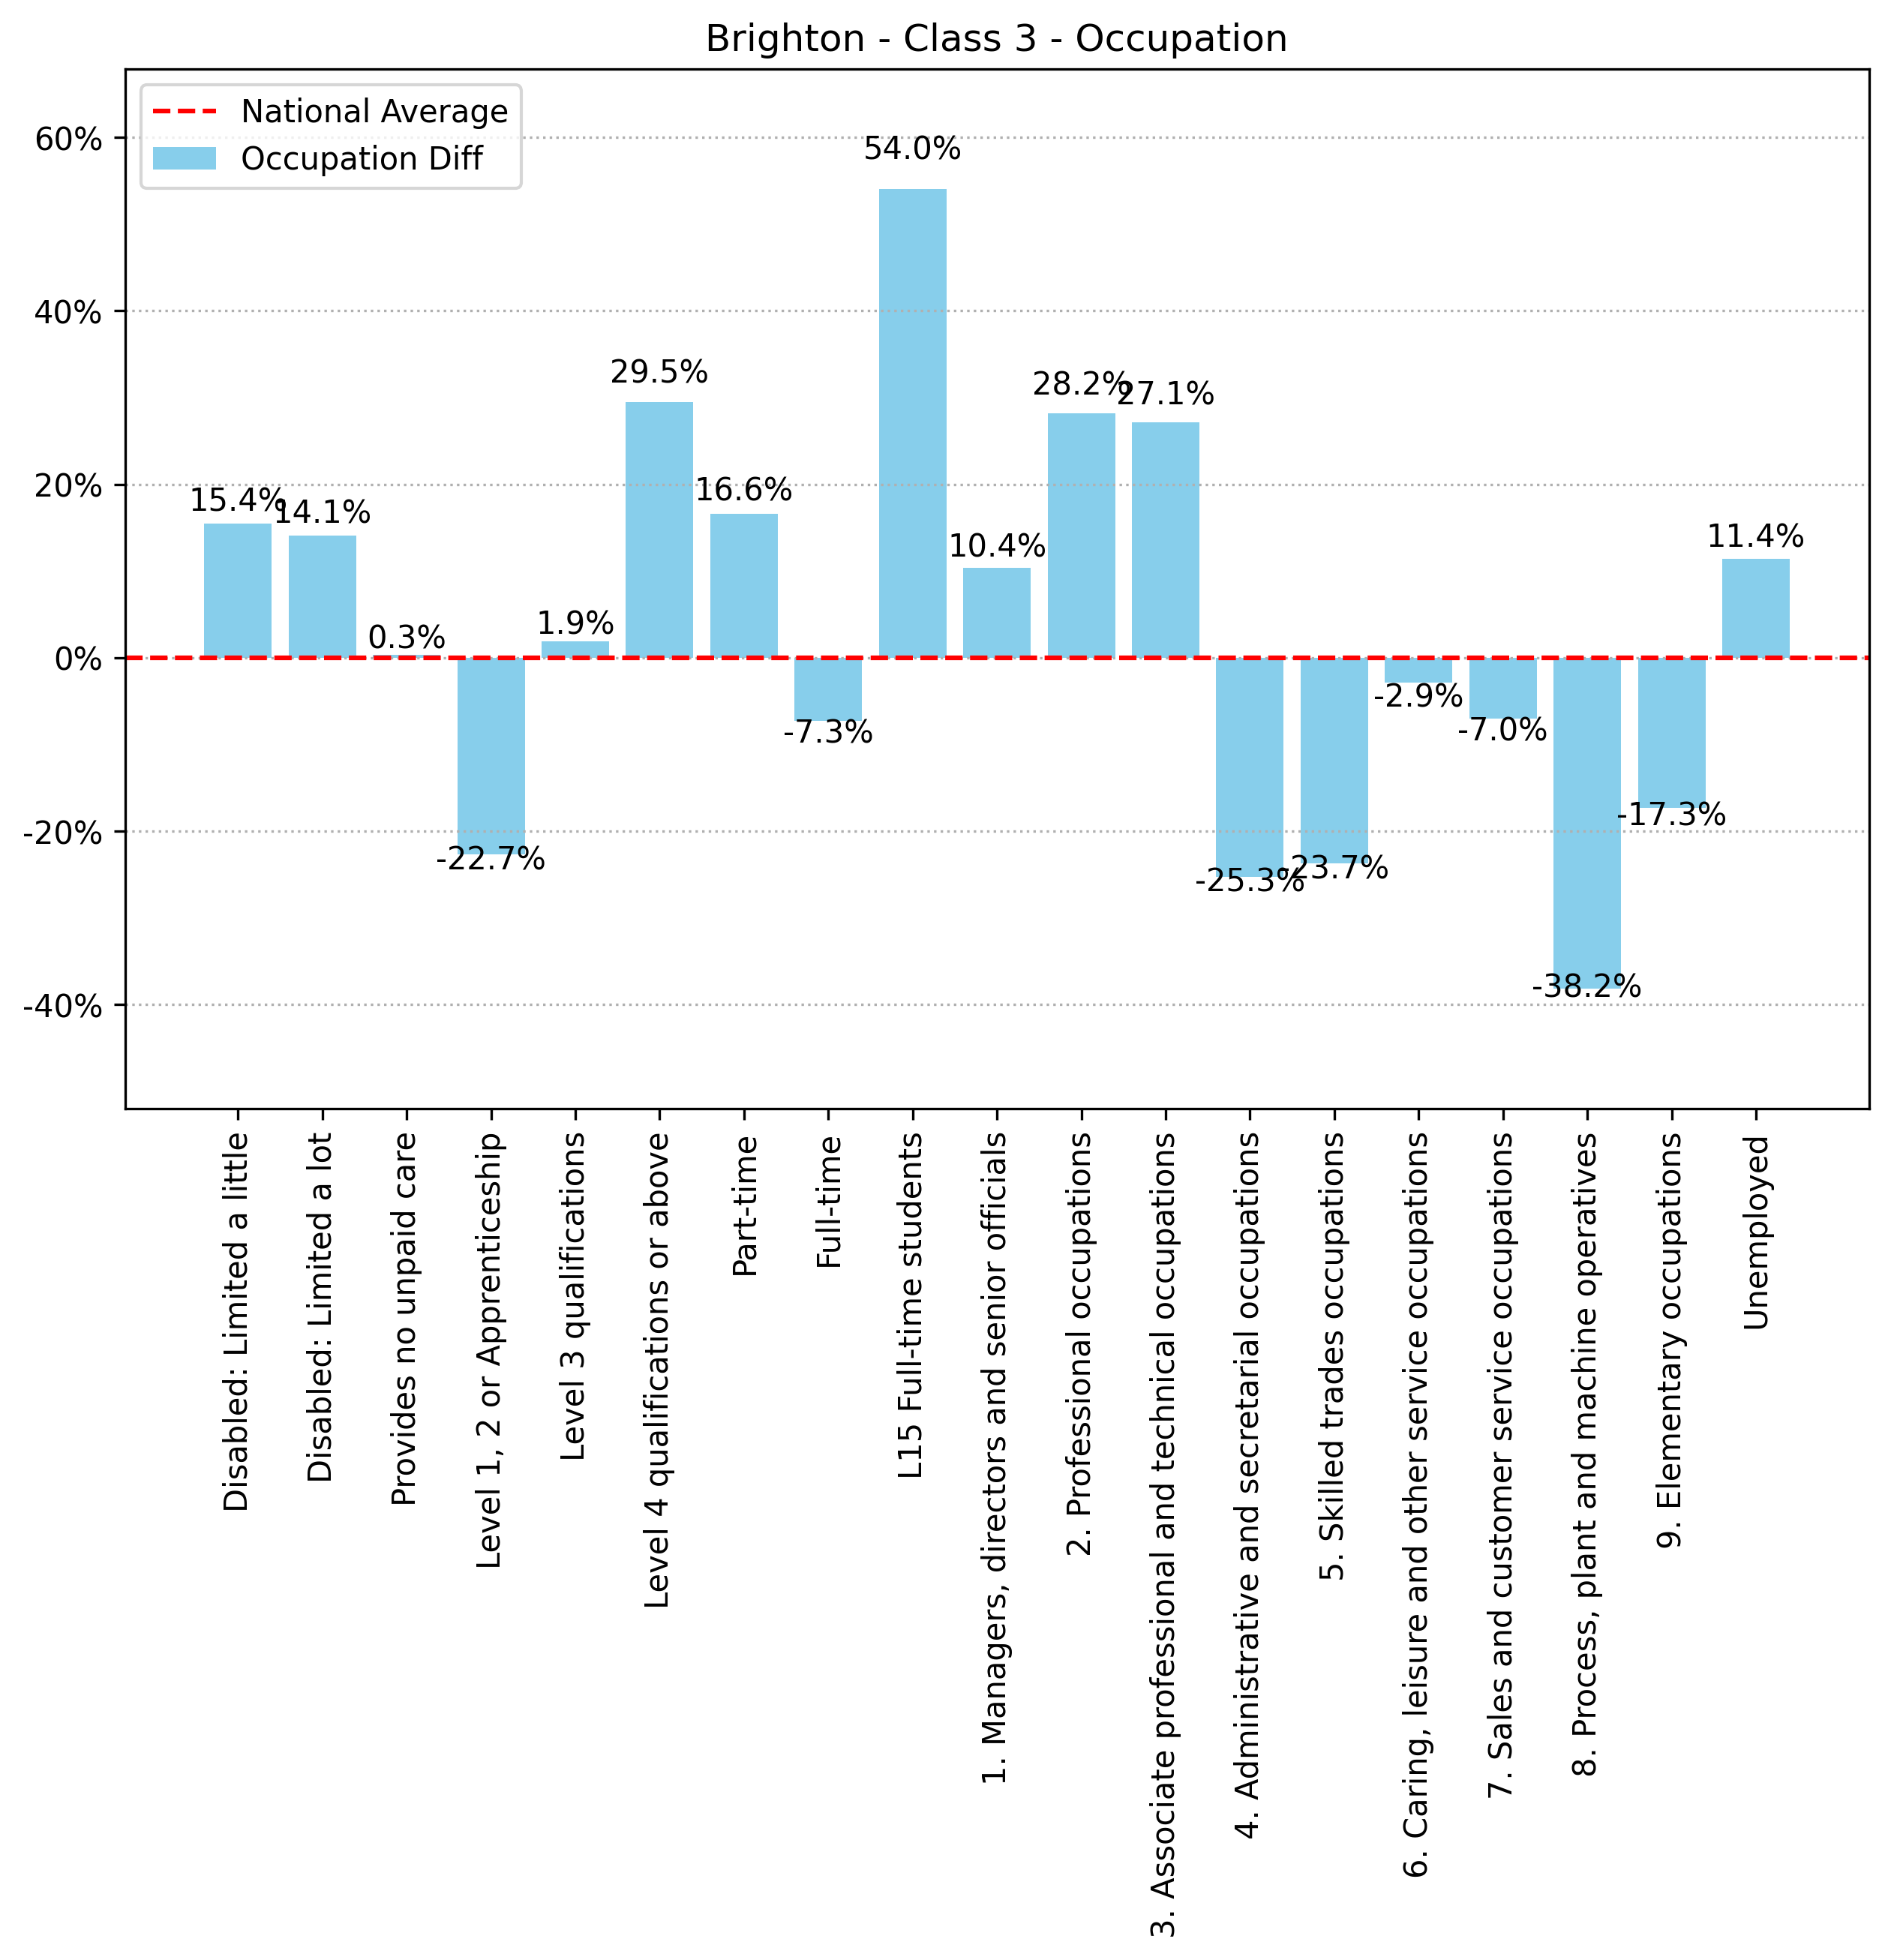 Brighton - Class 3 - Occupation
National Average
Occupation Diff
60%
40%
20%
0%
-20%
-40%
15.4%
14.1%
0.3%
-22.7%
1.9%
29.5%
16.6%
-7.3%
54.0%
10.4%
28.2%
27.1%
-25.3%
-23.7%
-2.9%
-7.0%
-38.2%
-17.3%
11.4%
Disabled: Limited a little
Disabled: Limited a lot
Provides no unpaid care
Level 1, 2 or Apprenticeship
Level 3 qualifications
Level 4 qualifications or above
Part-time
Full-time
L15 Full-time students
1. Managers, directors and senior officials
2. Professional occupations
3. Associate professional and technical occupations
4. Administrative and secretarial occupations
5. Skilled trades occupations
6. Caring, leisure and other service occupations
7. Sales and customer service occupations
8. Process, plant and machine operatives
9. Elementary occupations
Unemployed